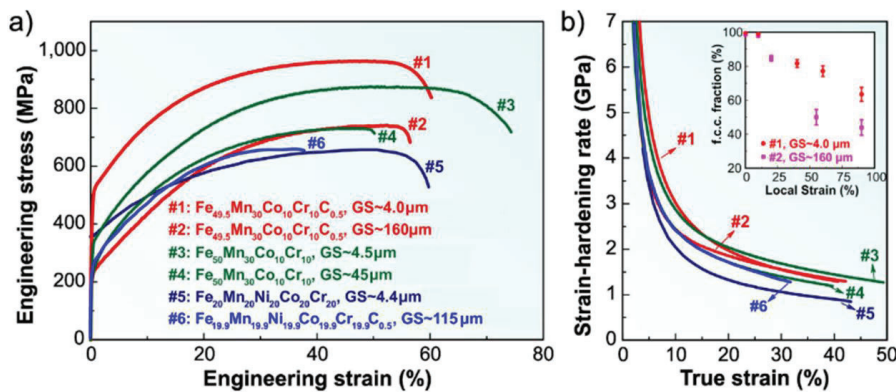 a)
1,000
800
600
400
200
0
0
20
40
60
80
Engineering stress (MPa)
Engineering strain (%)
#1
#3
#2
#4
#6
#5
#1: Fe49.5Mn30Co10Cr10C0.5, GS~4.0μm
#2: Fe49.5Mn30Co10Cr10C0.5, GS~160μm
#3: Fe50Mn30Co10Cr10, GS~4.5μm
#4: Fe50Mn30Co10Cr10, GS~45μm
#5: Fe20Mn20Ni20Co20Cr20, GS~4.4μm
#6: Fe19.9Mn19.9Ni19.9Co19.9Cr19.9C0.5, GS~115μm
b)
7
6
5
4
3
2
1
0
0
10
20
30
40
50
Strain-hardening rate (GPa)
True strain (%)
#1
#2
#3
#4
#6
#5
100
80
60
40
20
0
25
50
75
100
f.c.c. fraction (%)
Local Strain (%)
#1, GS~4.0 μm
#2, GS~160 μm